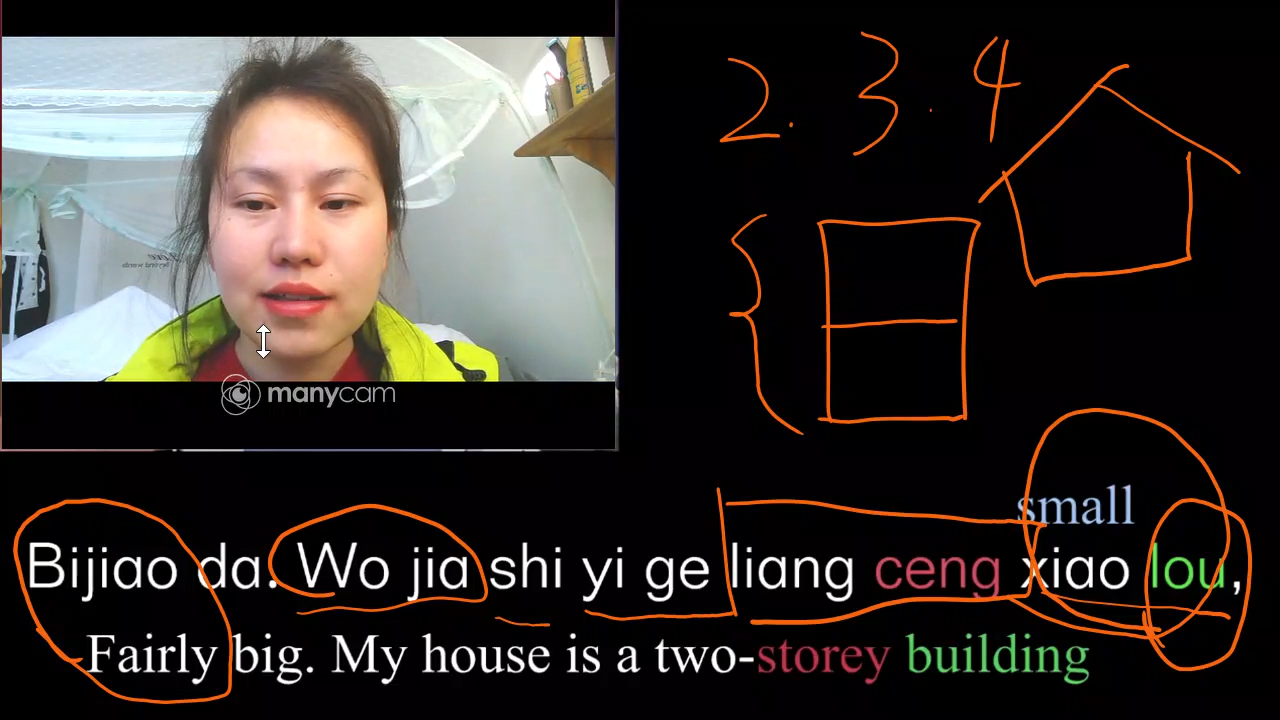 2. 3. 4
manycam
small
Bijiao da. Wo jia shi yi ge liang ceng xiao lou,
Fairly big. My house is a two-storey building